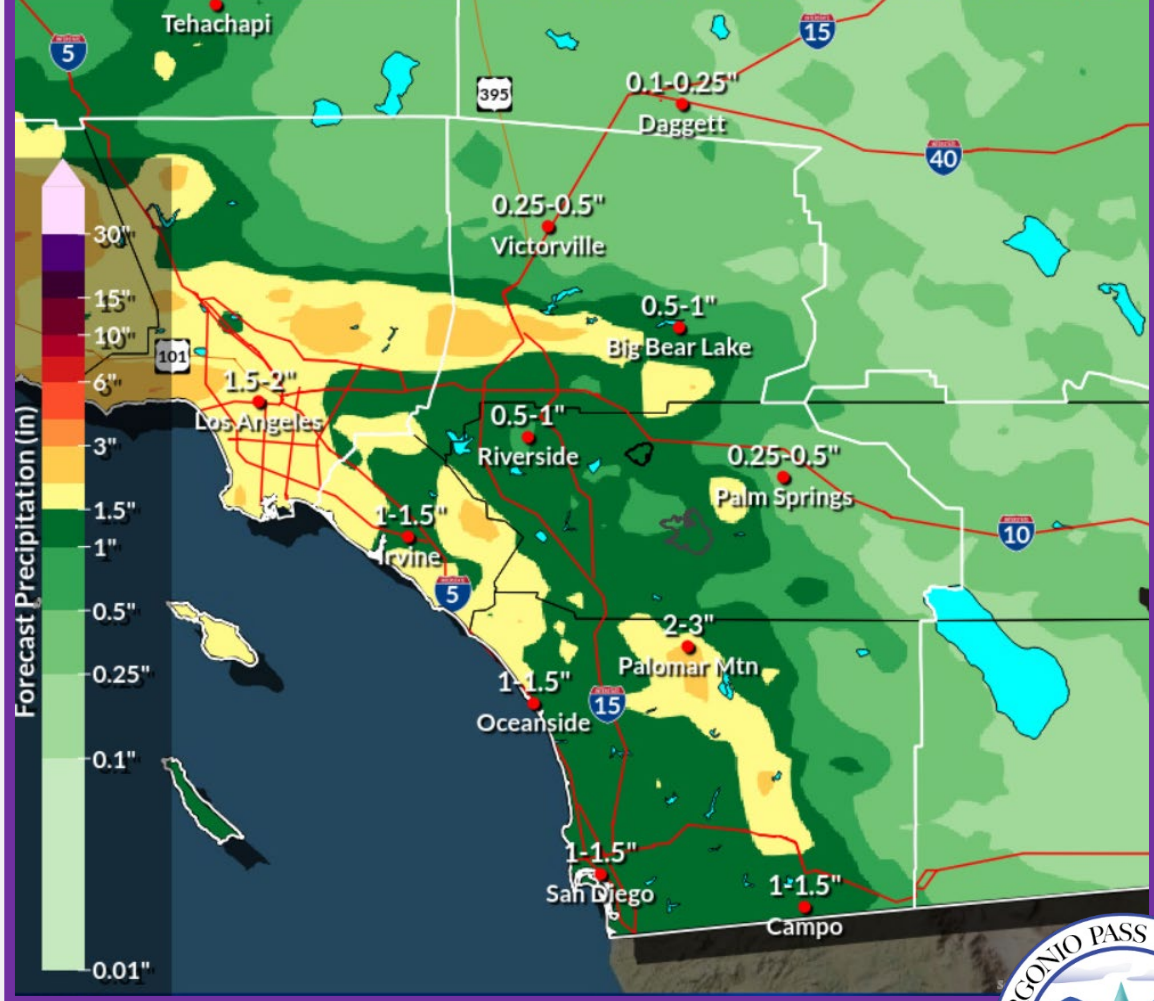 Tehachapi
5
15
0.1-0.25"
395
Daggett
40
0.25-0.5"
Victorville
30"
15"
0.5-1"
10"
Big Bear Lake
101
6"
1.5-2"
Los Angeles
0.5-1"
Riverside
3"
0.25-0.5"
Palm Springs
1.5"
1-1.5"
10
Irvine
1"
5
0.5"
2-3"
Palomar Mtn
0.25"
1-1.5"
15
Oceanside
0.1"
1-1.5"
San Diego
1-1.5"
Campo
0.01"
Forecast Precipitation (in)
GONIO PASS